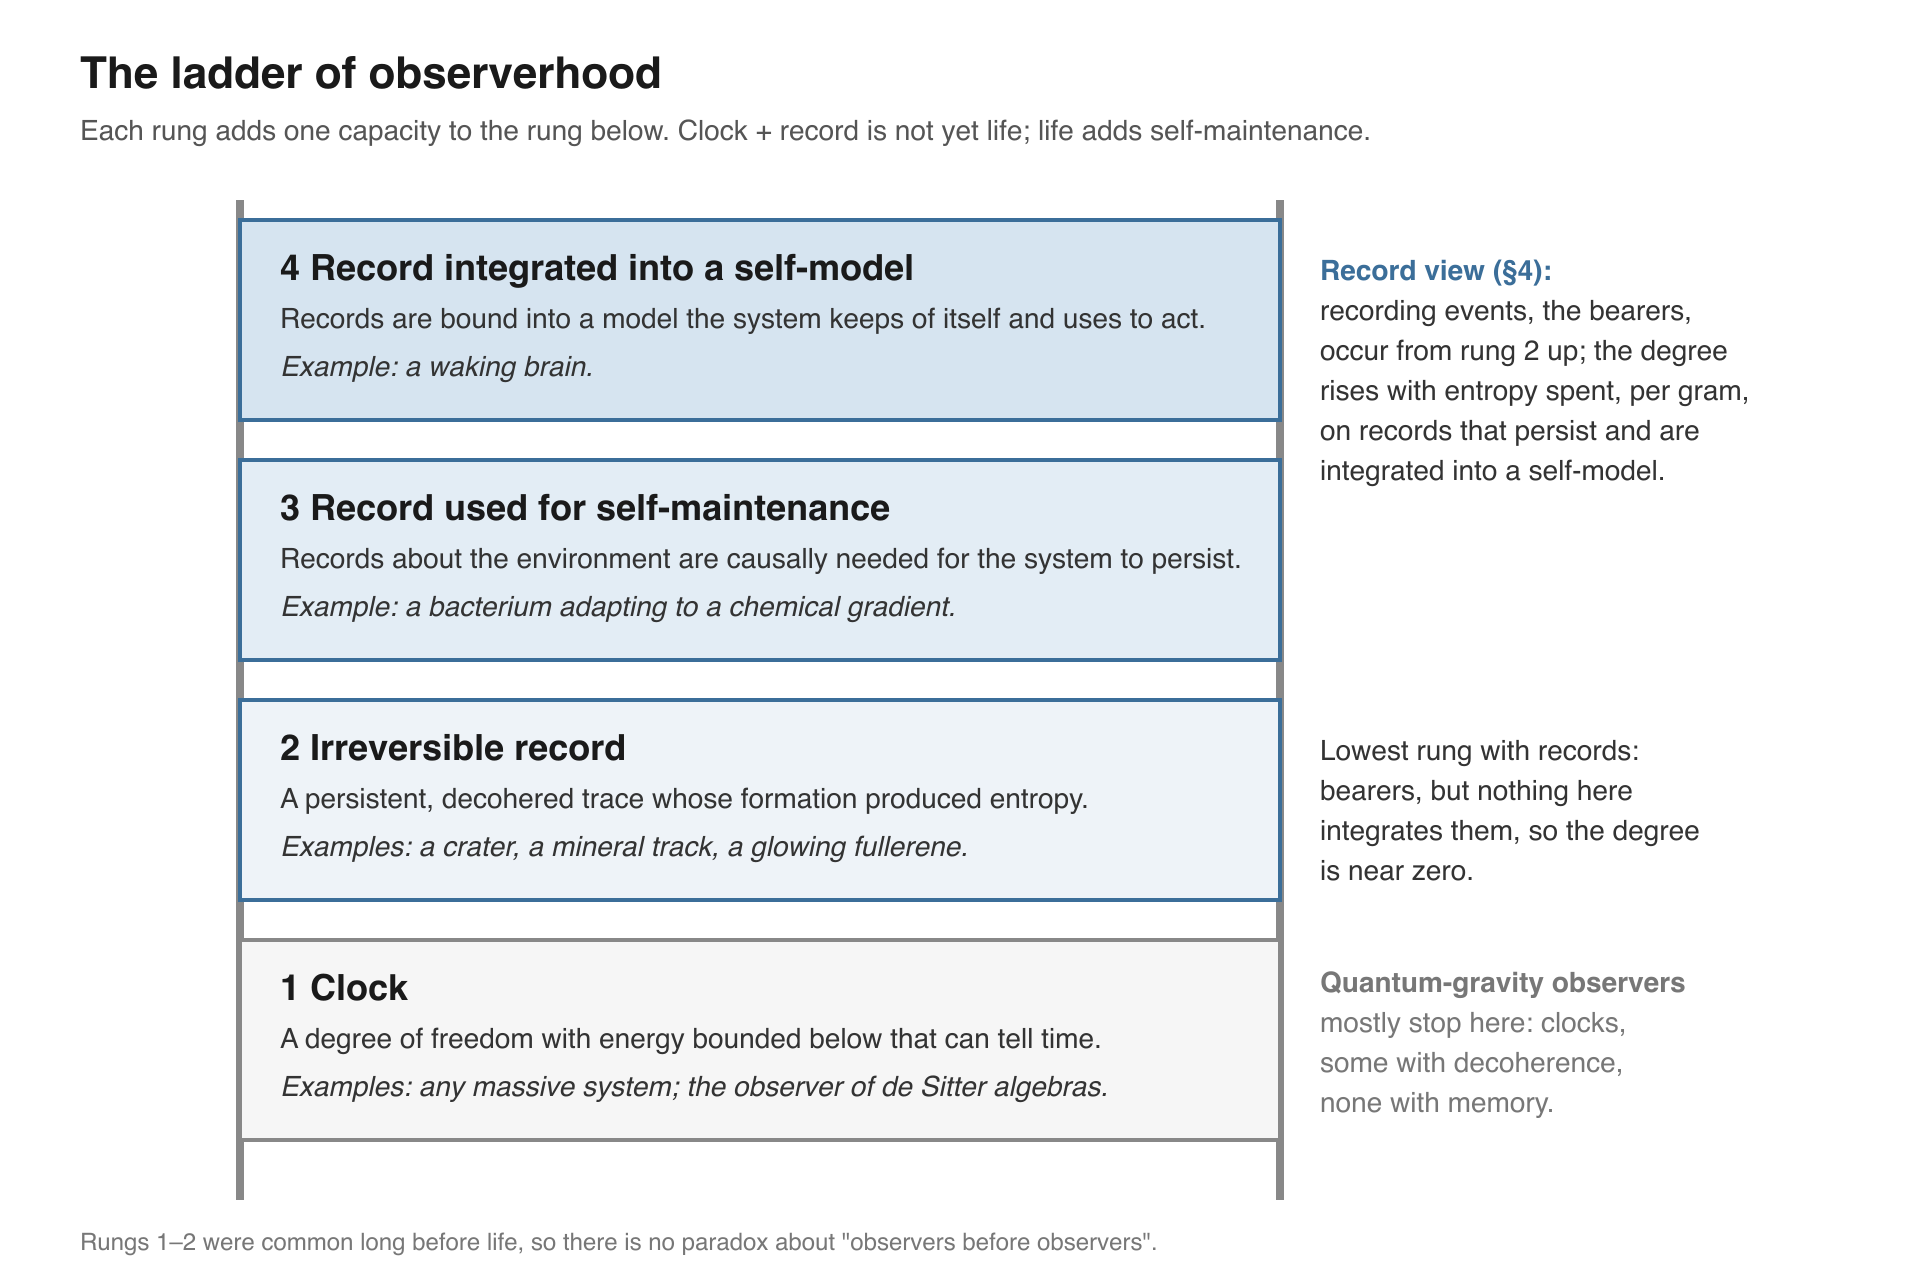 The ladder of observerhood
Each rung adds one capacity to the rung below. Clock + record is not yet life; life adds self-maintenance.
4 Record integrated into a self-model
Records are bound into a model the system keeps of itself and uses to act.
Example: a waking brain.
Record view (§4):
recording events, the bearers,
occur from rung 2 up; the degree
rises with entropy spent, per gram,
on records that persist and are
integrated into a self-model.
3 Record used for self-maintenance
Records about the environment are causally needed for the system to persist.
Example: a bacterium adapting to a chemical gradient.
2 Irreversible record
A persistent, decohered trace whose formation produced entropy.
Examples: a crater, a mineral track, a glowing fullerene.
Lowest rung with records:
bearers, but nothing here
integrates them, so the degree
is near zero.
1 Clock
A degree of freedom with energy bounded below that can tell time.
Examples: any massive system; the observer of de Sitter algebras.
Quantum-gravity observers
mostly stop here: clocks,
some with decoherence,
none with memory.
Rungs 1–2 were common long before life, so there is no paradox about "observers before observers".